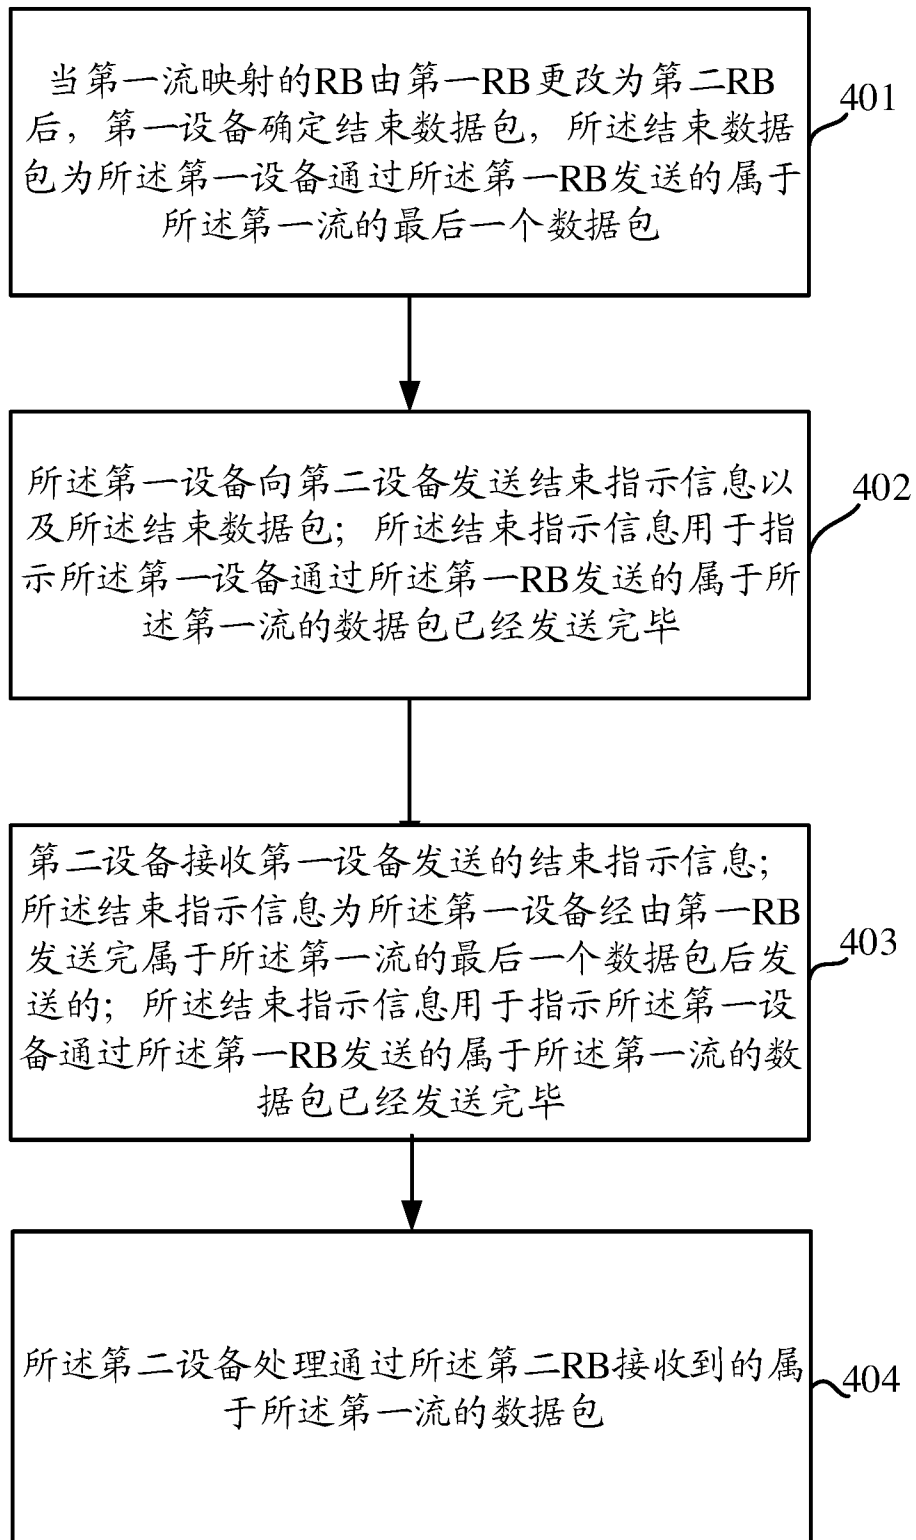 当第一流映射的RB由第一RB更改为第二RB
后，第一设备确定结束数据包，所述结束数据
包为所述第一设备通过所述第一RB发送的属于
所述第一流的最后一个数据包
401
所述第一设备向第二设备发送结束指示信息以
及所述结束数据包；所述结束指示信息用于指
示所述第一设备通过所述第一RB发送的属于所
述第一流的数据包已经发送完毕
402
第二设备接收第一设备发送的结束指示信息；
所述结束指示信息为所述第一设备经由第一RB
发送完属于所述第一流的最后一个数据包后发
送的；所述结束指示信息用于指示所述第一设
备通过所述第一RB发送的属于所述第一流的数
据包已经发送完毕
403
所述第二设备处理通过所述第二RB接收到的属
于所述第一流的数据包
404